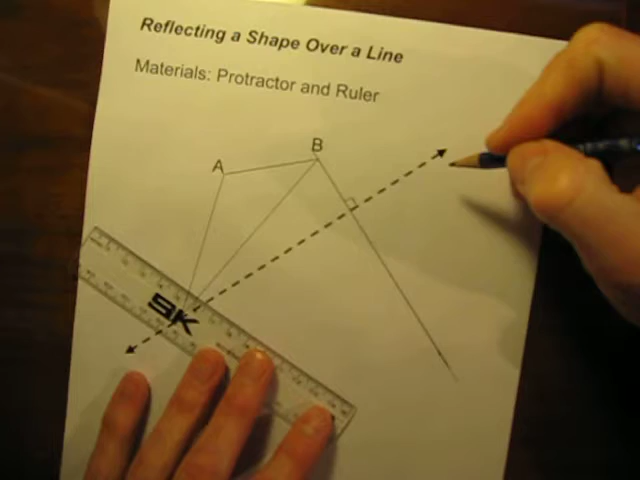 Reflecting a Shape Over a Line
Materials: Protractor and Ruler
B
A
SK